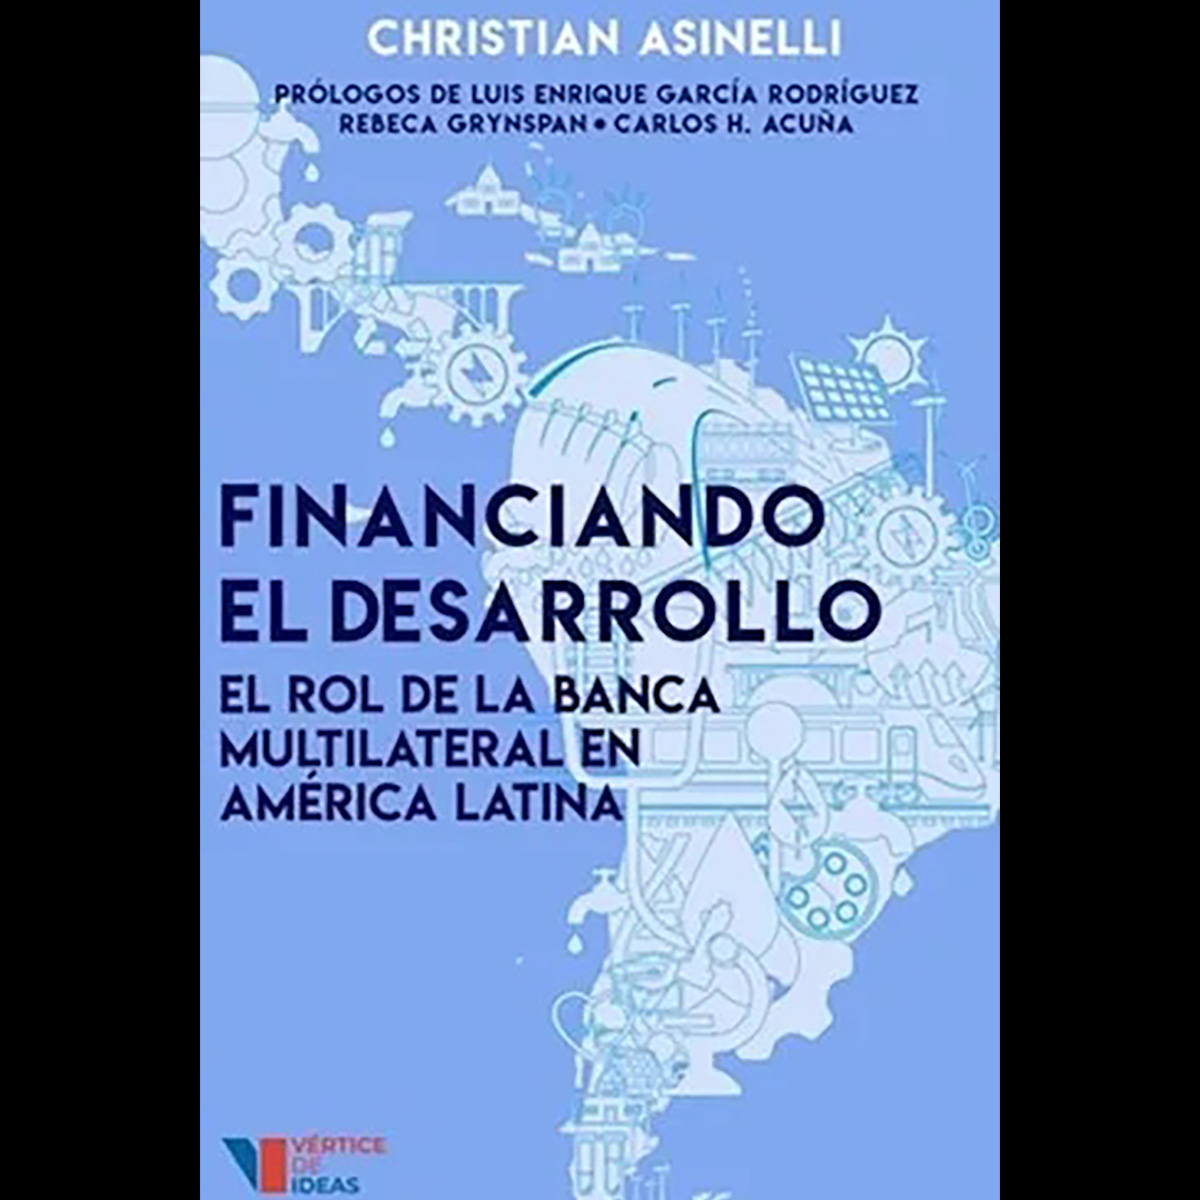 CHRISTIAN ASINELLI
PRÓLOGOS DE LUIS ENRIQUE GARCÍA RODRÍGUEZ
REBECA GRYNSPAN • CARLOS H. ACUÑA
FINANCIANDO
EL DESARROLLO
EL ROL DE LA BANCA
MULTILATERAL EN
AMÉRICA LATINA
VÉRTICE
DE
IDEAS